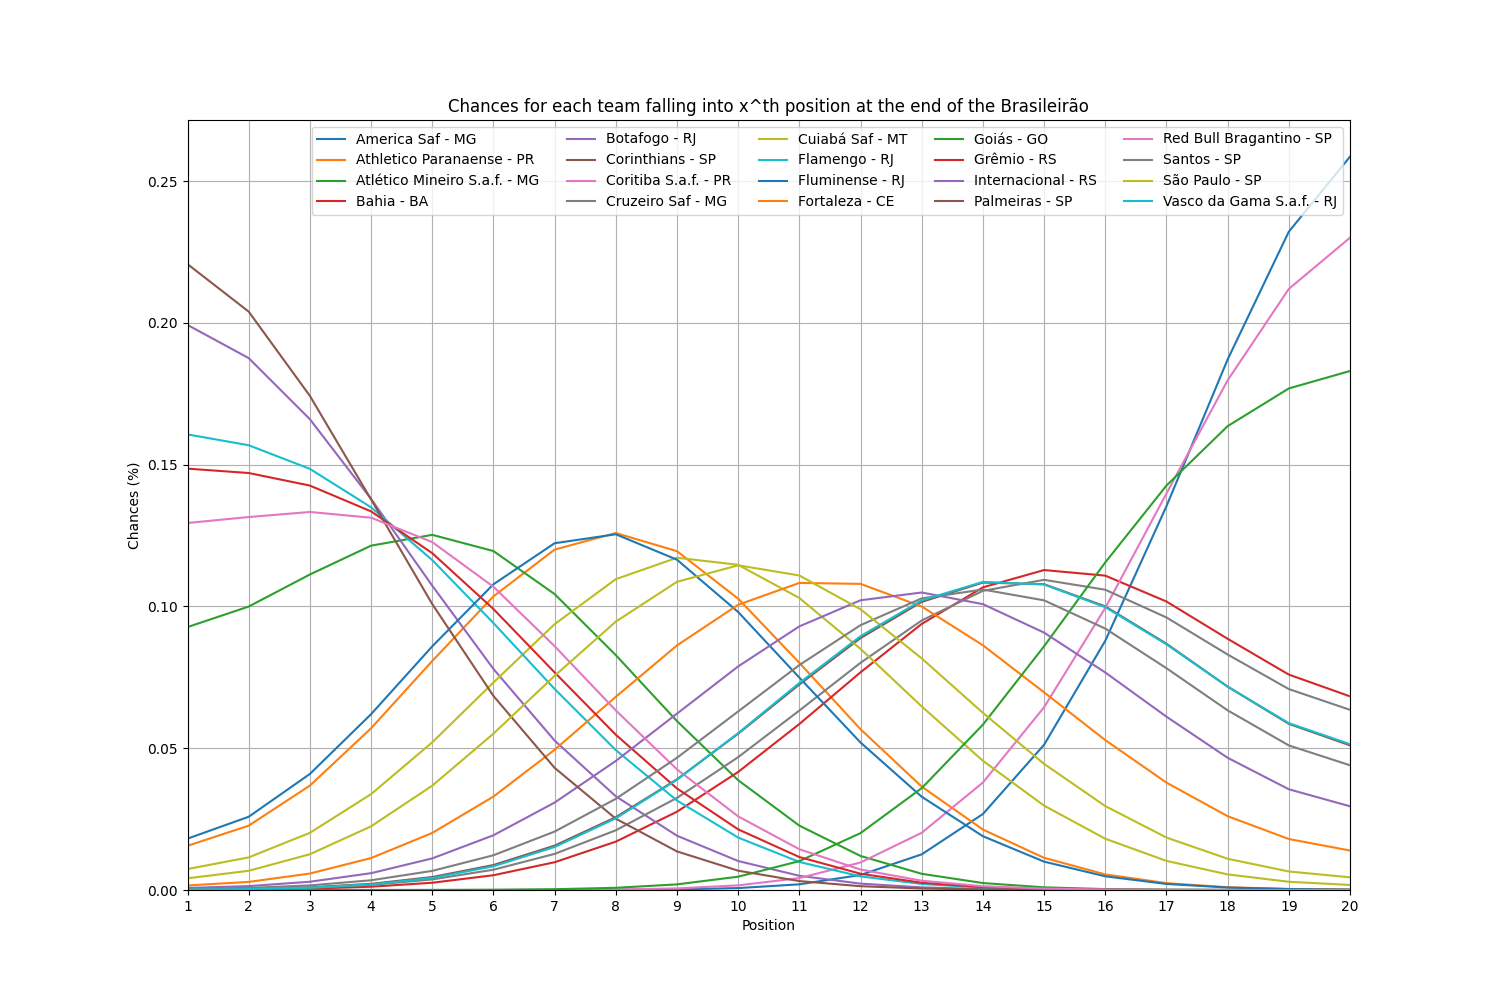 Chances for each team falling into x^th position at the end of the Brasileirão
America Saf - MG
Athletico Paranaense - PR
Atlético Mineiro S.a.f. - MG
Bahia - BA
Botafogo - RJ
Corinthians - SP
Coritiba S.a.f. - PR
Cruzeiro Saf - MG
Cuiabá Saf - MT
Flamengo - RJ
Fluminense - RJ
Fortaleza - CE
Goiás - GO
Grêmio - RS
Internacional - RS
Palmeiras - SP
Red Bull Bragantino - SP
Santos - SP
São Paulo - SP
Vasco da Gama S.a.f. - RJ
Chances (%)
0.25
0.20
0.15
0.10
0.05
0.00
1 2 3 4 5 6 7 8 9 10 11 12 13 14 15 16 17 18 19 20
Position